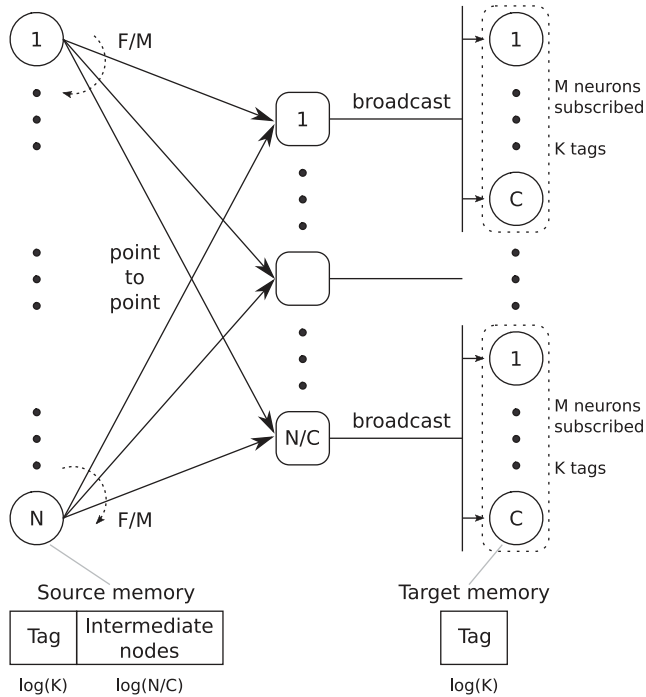 1
F/M
1
broadcast
1
M neurons
subscribed
K tags
C
point
to
point
1
N/C
broadcast
M neurons
subscribed
K tags
N
F/M
C
Source memory
Tag
Intermediate
nodes
log(K)
log(N/C)
Target memory
Tag
log(K)